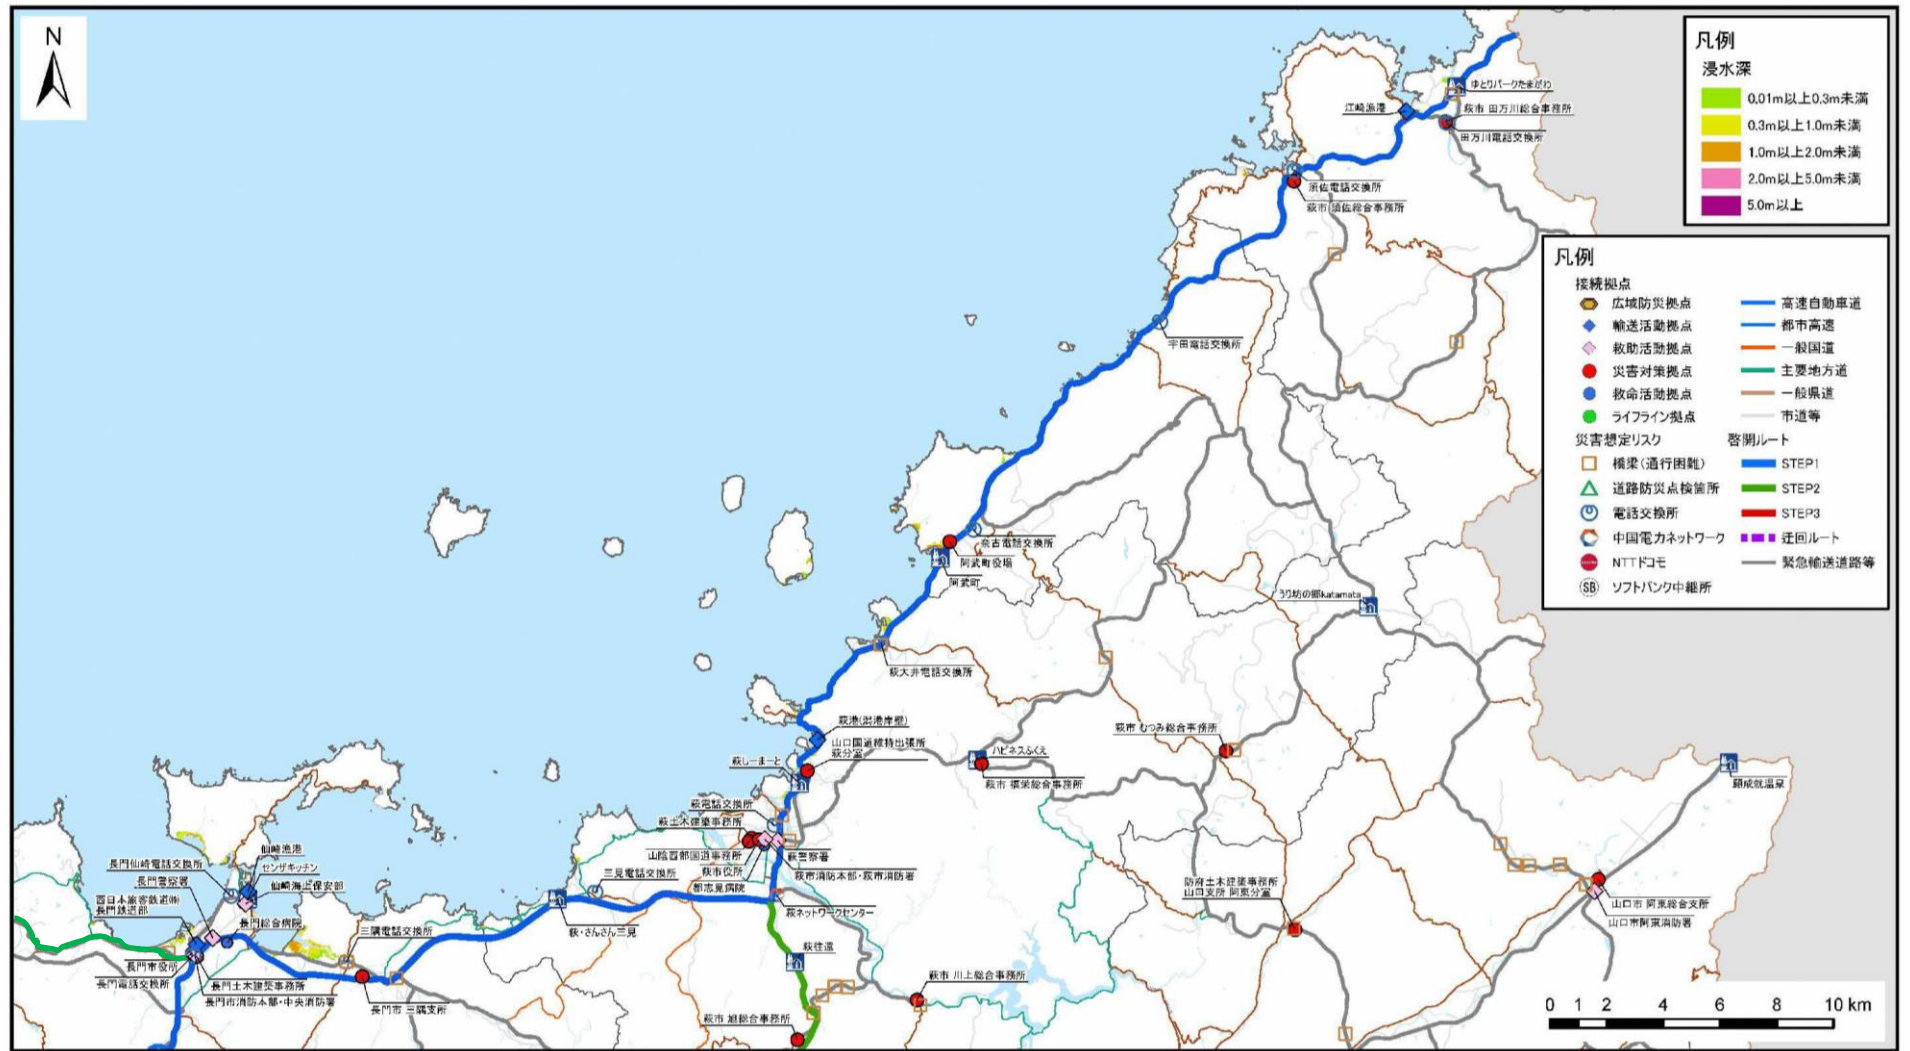 N
凡例
浸水深
0.01m以上0.3m未満
0.3m以上1.0m未満
1.0m以上2.0m未満
2.0m以上5.0m未満
5.0m以上
凡例
接続拠点
広域防災拠点
輸送活動拠点
救助活動拠点
災害対策拠点
救命活動拠点
ライフライン拠点
災害想定リスク
橋梁(通行困難)
道路防災点検箇所
電話交換所
中国電力ネットワーク
NTTドコモ
SB ソフトバンク中継所
高速自動車道
都市高速
一般国道
主要地方道
一般県道
市道等
啓開ルート
STEP1
STEP2
STEP3
迂回ルート
緊急輸送道路等
ゆとりパークたまがわ
江崎漁港
萩市 田万川総合事務所
田万川電話交換所
須佐電話交換所
萩市 須佐総合事務所
宇田電話交換所
奈古電話交換所
阿武町役場
阿武町
うり坊の郷katamata
萩大井電話交換所
萩港(潟港岸壁)
山口国道維持出張所
萩分室
萩しーまーと
萩市 むつみ総合事務所
ハピネスふくえ
萩市 福栄総合事務所
願成就温泉
萩電話交換所
萩土木建築事務所
山陰西部国道事務所
萩警察署
萩市役所
萩市消防本部・萩市消防署
都志見病院
三見電話交換所
萩ネットワークセンター
萩・さんさん三見
萩往還
萩市 川上総合事務所
萩市 旭総合事務所
防府土木建築事務所
山口支所 阿東分室
山口市 阿東総合支所
山口市阿東消防署
仙崎漁港
長門仙崎電話交換所
センザキッチン
長門警察署
仙崎海上保安部
西日本旅客鉄道㈱
長門鉄道部
長門総合病院
三隅電話交換所
長門市役所
長門電話交換所
長門土木建築事務所
長門市消防本部・中央消防署
長門市 三隅支所
0 1 2 4 6 8 10 km